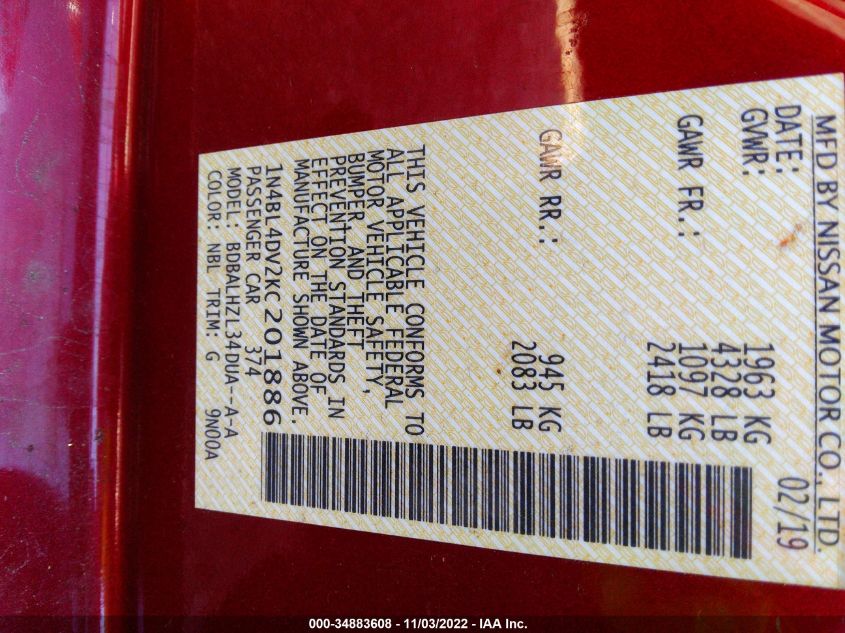 MFD BY NISSAN MOTOR CO., LTD.
DATE: 02/19
GVWR: 1963 KG
4328 LB
GAWR FR.: 1097 KG
2418 LB
GAWR RR.: 945 KG
2083 LB
THIS VEHICLE CONFORMS TO
ALL APPLICABLE FEDERAL
MOTOR VEHICLE SAFETY,
BUMPER, AND THEFT
PREVENTION STANDARDS IN
EFFECT ON THE DATE OF
MANUFACTURE SHOWN ABOVE.
1N4BL4DV2KC201886
PASSENGER CAR 374
MODEL: BDBALHZL34DUA--A-A
COLOR: NBL TRIM: G 9N00A
000-34883608 - 11/03/2022 - IAA Inc.